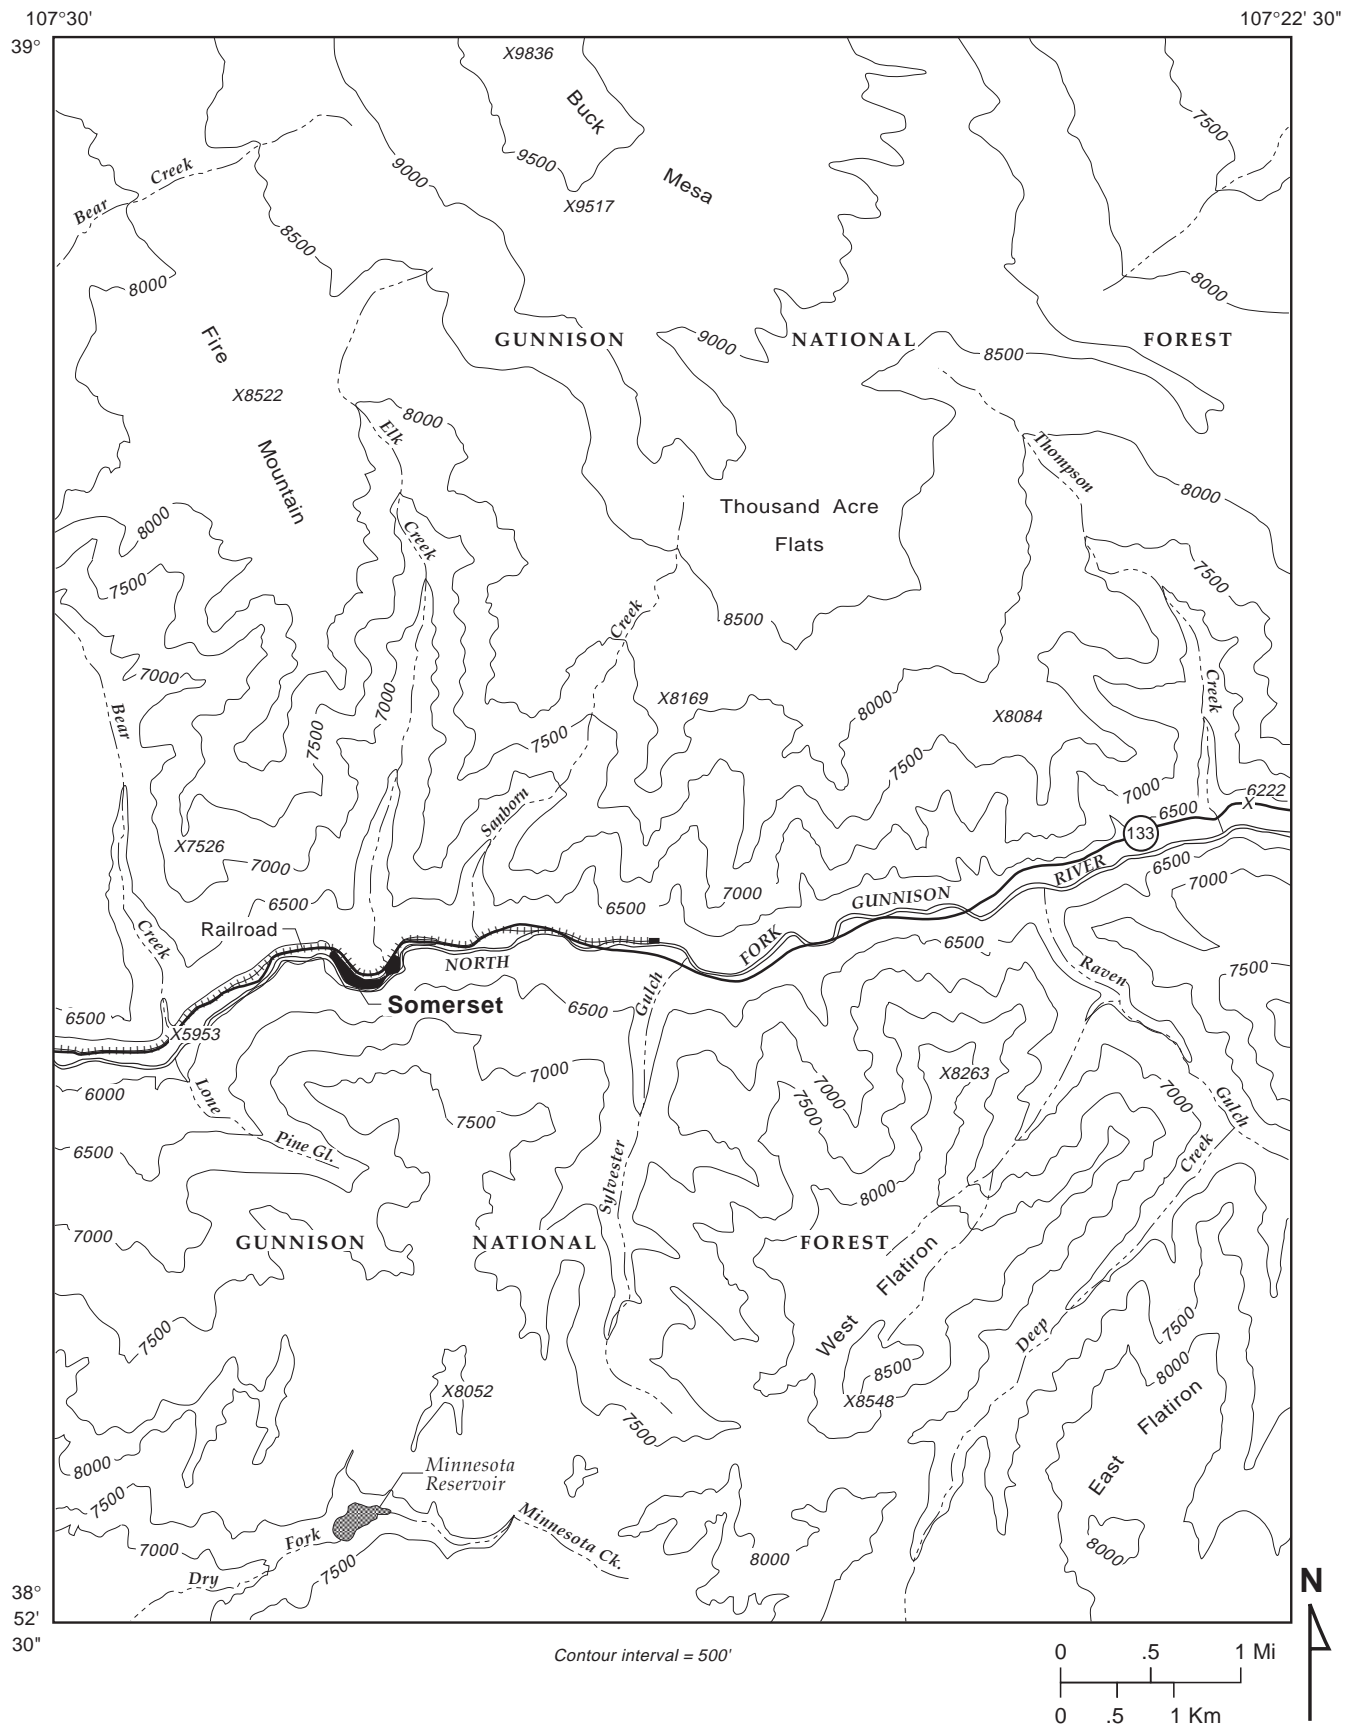 107°30'
107°22' 30"
39°
X9836
Buck
7500
9500
9000
Creek
Mesa
Bear
X9517
8500
8000
8000
Fire
GUNNISON
9000
NATIONAL
FOREST
8500
X8522
8000
Elk
Mountain
Thompson
8000
Thousand Acre
Flats
8000
Creek
7500
7500
Creek
8500
7000
Creek
X8169
7000
8000
X8084
Bear
7500
7500
7500
7000
6222
X
Sanborn
6500
133
X7526
7000
6500
RIVER
7000
7000
GUNNISON
6500
6500
Railroad
Creek
FORK
6500
NORTH
Raven
7500
Gulch
Somerset
6500
6500
X5953
7000
X8263
6000
Lone
7000
7500
7000
Gulch
7500
Pine Gl.
6500
Creek
Sylvester
8000
7000
GUNNISON
NATIONAL
FOREST
Flatiron
7500
West
Deep
7500
8500
8000
X8052
X8548
Flatiron
7500
8000
Minnesota
Reservoir
East
7500
Minnesota Ck.
Fork
7000
8000
8000
7500
Dry
38°
52'
30"
N
Contour interval = 500'
0 .5 1 Mi
0 .5 1 Km